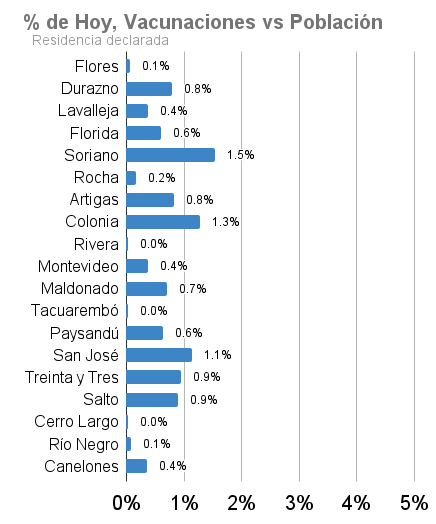 % de Hoy, Vacunaciones vs Población
Residencia declarada
Flores 0.1%
Durazno 0.8%
Lavalleja 0.4%
Florida 0.6%
Soriano 1.5%
Rocha 0.2%
Artigas 0.8%
Colonia 1.3%
Rivera 0.0%
Montevideo 0.4%
Maldonado 0.7%
Tacuarembó 0.0%
Paysandú 0.6%
San José 1.1%
Treinta y Tres 0.9%
Salto 0.9%
Cerro Largo 0.0%
Río Negro 0.1%
Canelones 0.4%
0% 1% 2% 3% 4% 5%